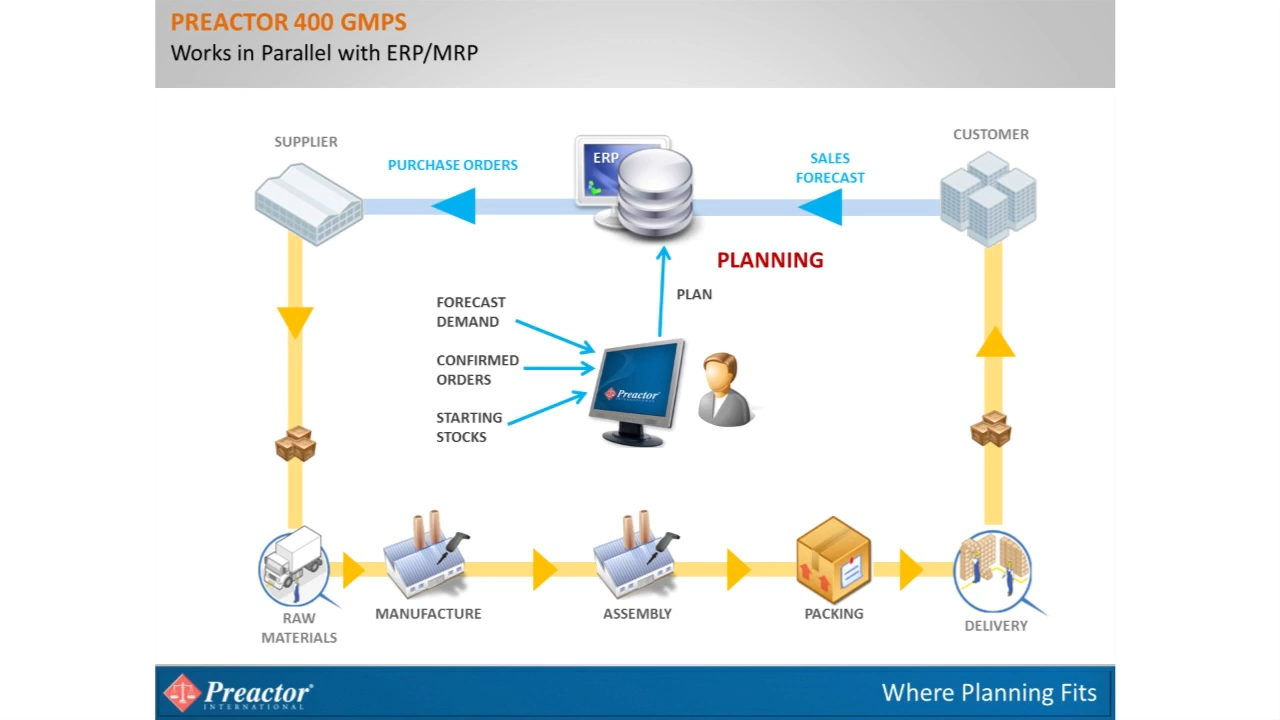 PREACTOR 400 GMPS
Works in Parallel with ERP/MRP
SUPPLIER
PURCHASE ORDERS
ERP
SALES
FORECAST
CUSTOMER
PLANNING
PLAN
FORECAST
DEMAND
CONFIRMED
ORDERS
STARTING
STOCKS
Preactor
INTERNATIONAL
RAW
MATERIALS
MANUFACTURE
ASSEMBLY
PACKING
DELIVERY
Preactor
INTERNATIONAL
Where Planning Fits